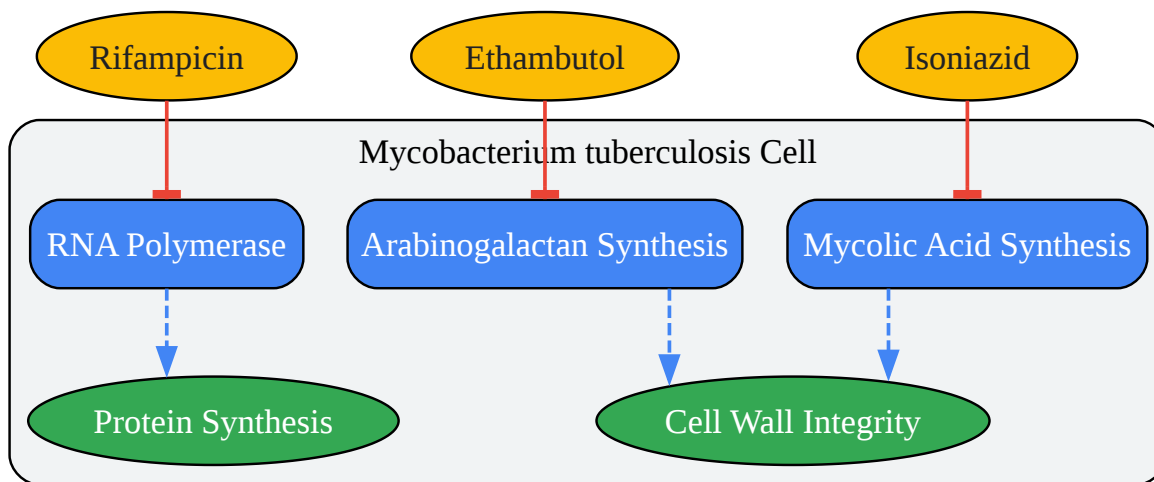 Rifampicin
Ethambutol
Isoniazid
Mycobacterium tuberculosis Cell
RNA Polymerase
Arabinogalactan Synthesis
Mycolic Acid Synthesis
Protein Synthesis
Cell Wall Integrity